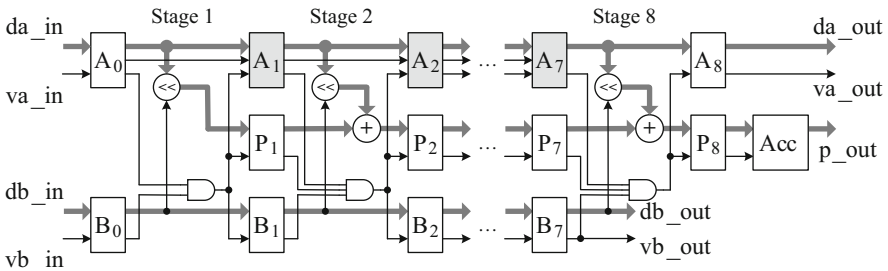 Stage 1 Stage 2 Stage 8
da_in da_out
A₀ A₁ A₂ ... A₇ A₈
va_in << << << va_out
P₁ + P₂ ... P₇ + P₈ Acc p_out
db_in db_out
B₀ B₁ B₂ ... B₇
vb_in vb_out